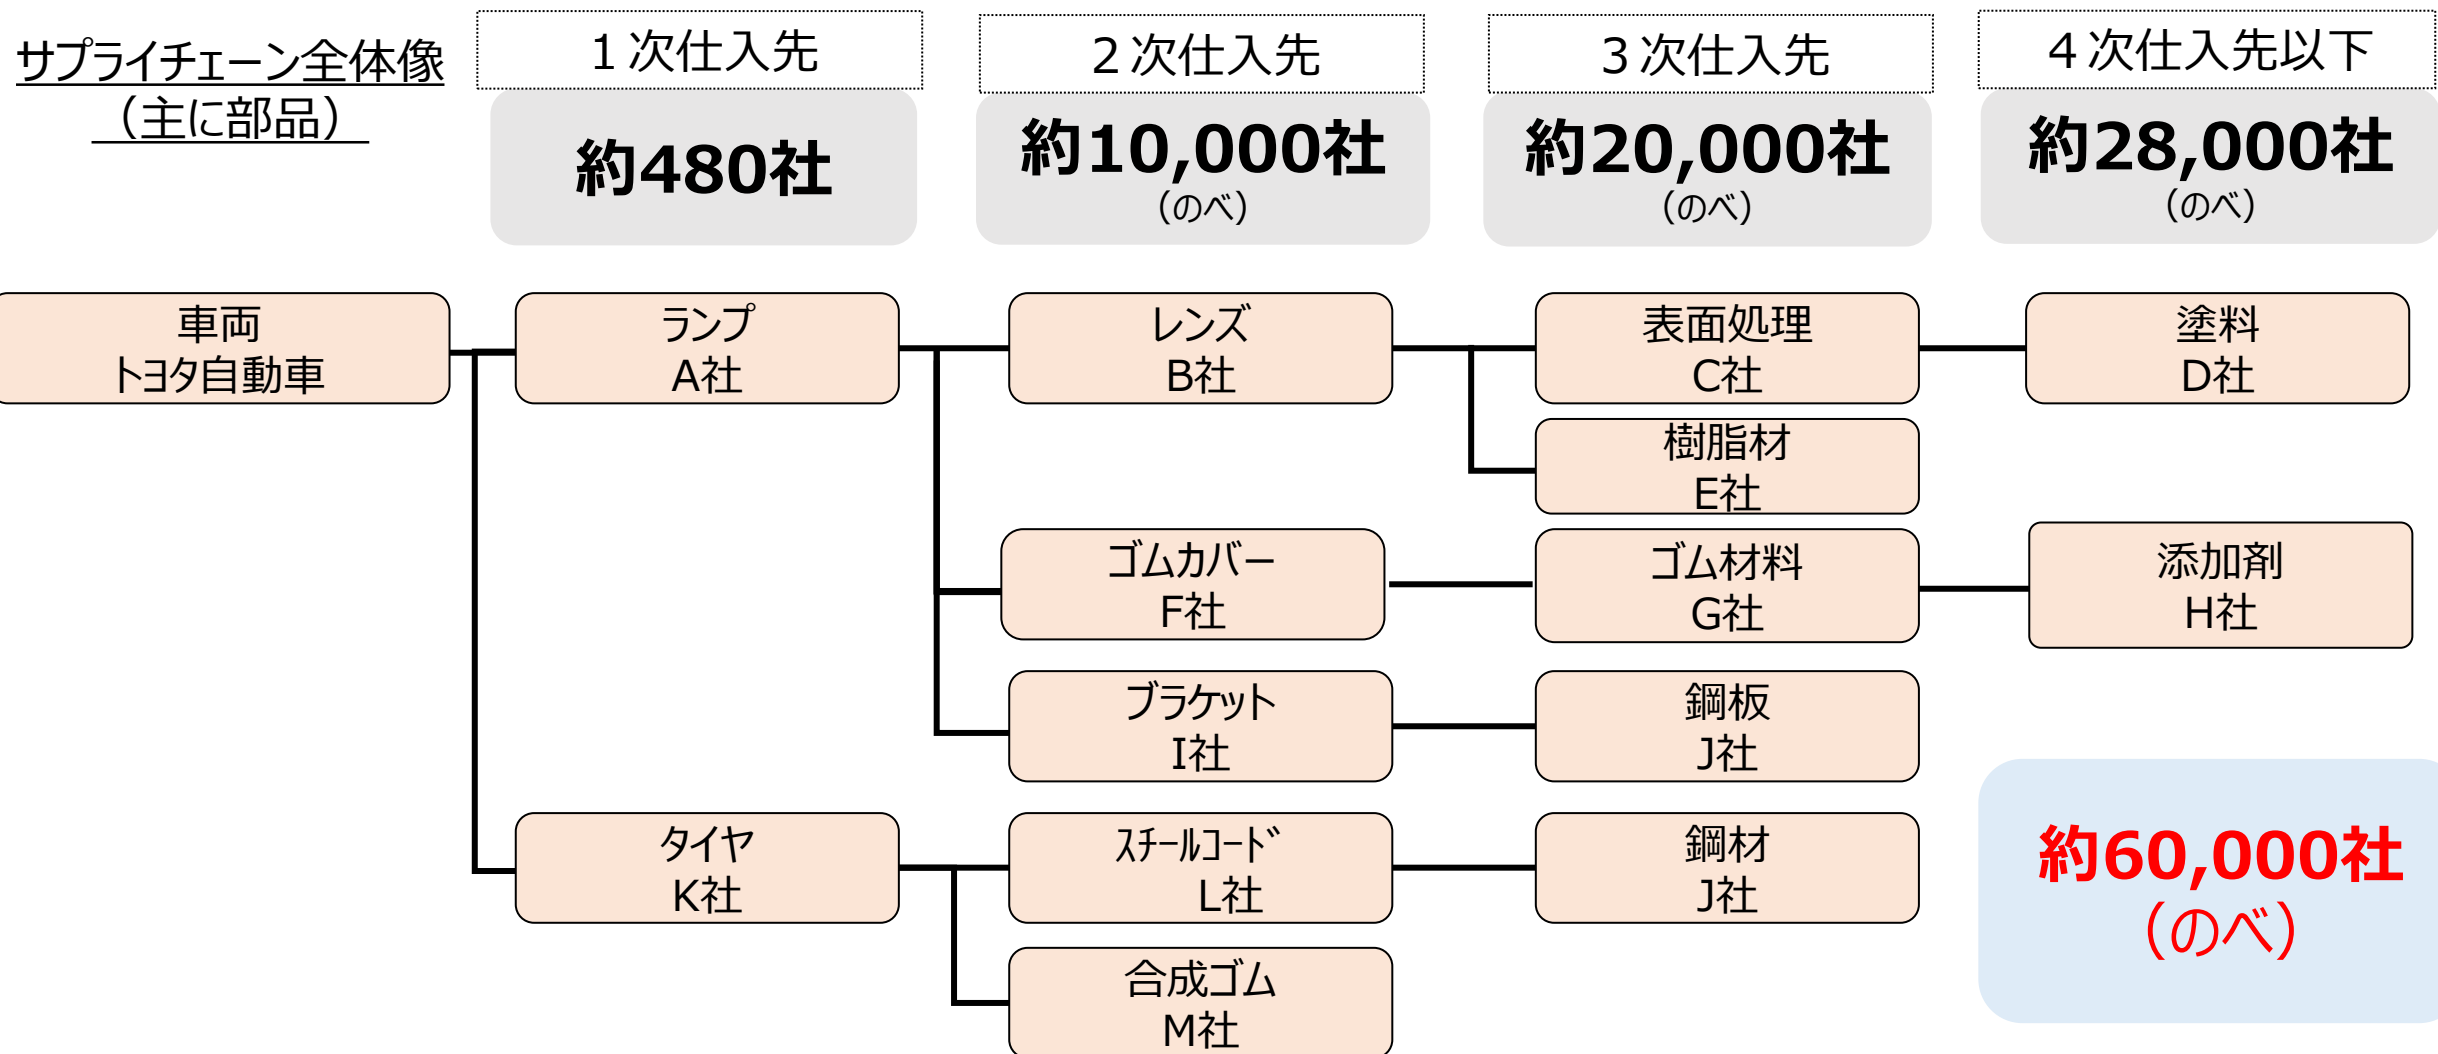 サプライチェーン全体像
（主に部品）
１次仕入先
２次仕入先
３次仕入先
４次仕入先以下
約480社
約10,000社
（のべ）
約20,000社
（のべ）
約28,000社
（のべ）
車両
トヨタ自動車
ランプ
A社
レンズ
B社
表面処理
C社
塗料
D社
樹脂材
E社
ゴムカバー
F社
ゴム材料
G社
添加剤
H社
ブラケット
I社
鋼板
J社
タイヤ
K社
ｽﾁｰﾙｺｰﾄﾞ
L社
鋼材
J社
合成ゴム
M社
約60,000社
（のべ）